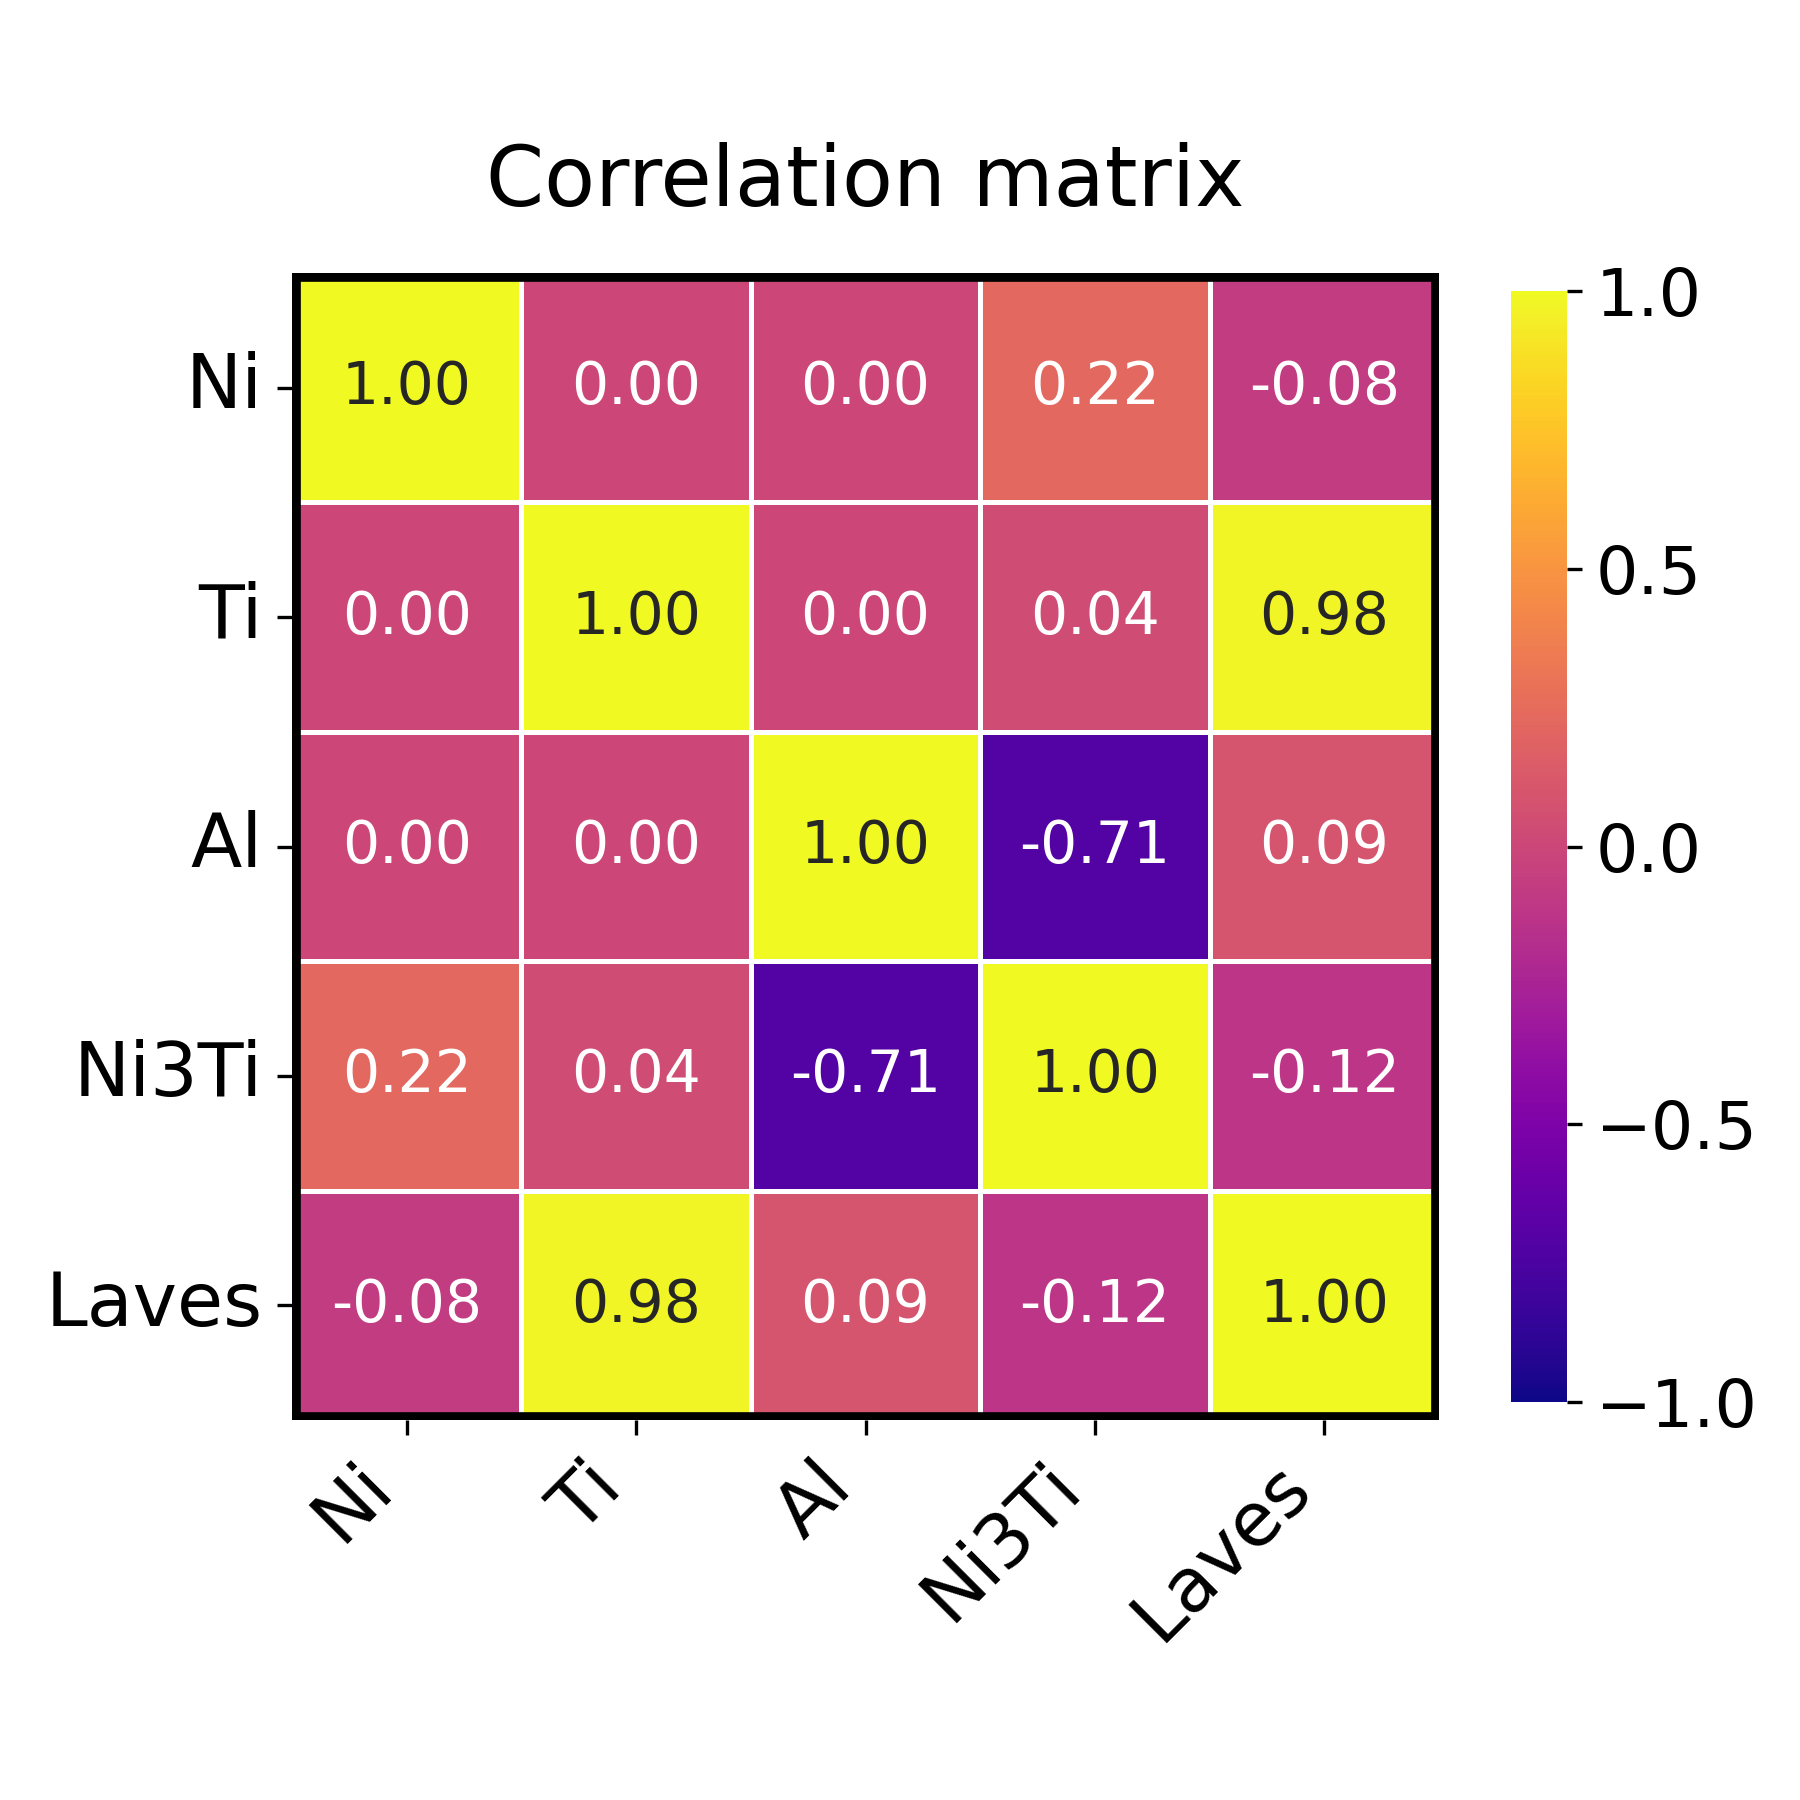 Correlation matrix
Ni 1.00 0.00 0.00 0.22 -0.08
Ti 0.00 1.00 0.00 0.04 0.98
Al 0.00 0.00 1.00 -0.71 0.09
Ni3Ti 0.22 0.04 -0.71 1.00 -0.12
Laves -0.08 0.98 0.09 -0.12 1.00
Ni Ti Al Ni3Ti Laves
1.0
0.5
0.0
−0.5
−1.0